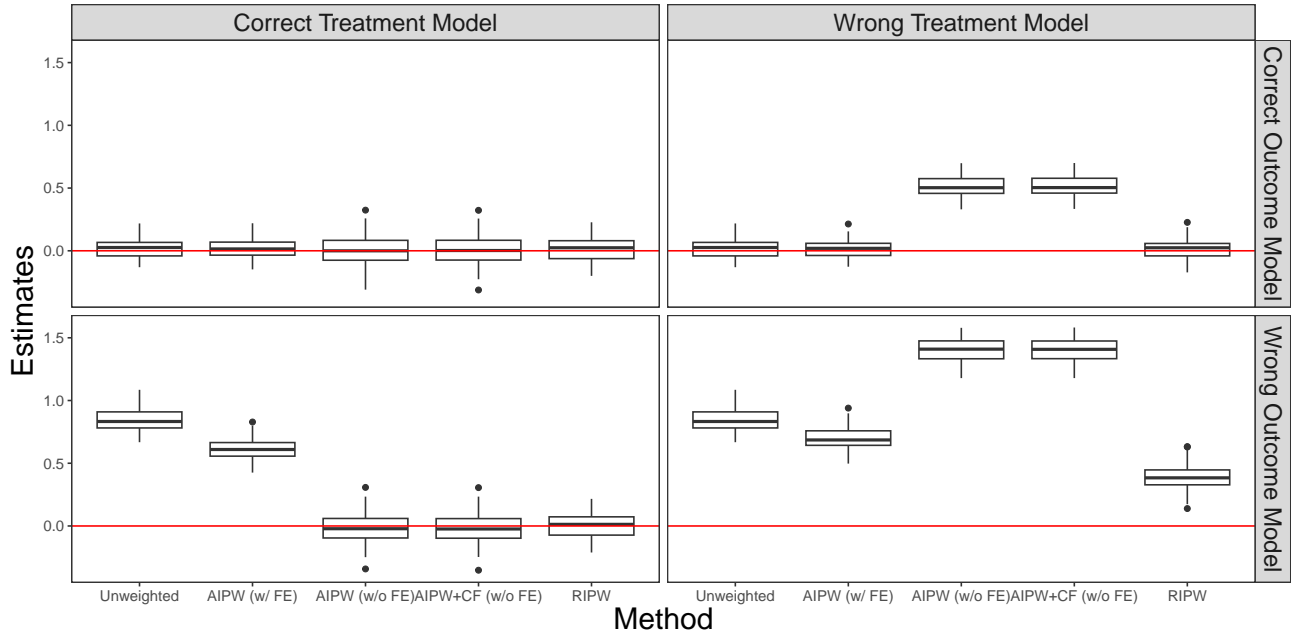 Correct Treatment Model
Wrong Treatment Model
1.5
1.0
0.5
0.0
Correct Outcome Model
1.5
1.0
0.5
0.0
Wrong Outcome Model
Estimates
Unweighted AIPW (w/ FE) AIPW (w/o FE) AIPW+CF (w/o FE) RIPW
Unweighted AIPW (w/ FE) AIPW (w/o FE) AIPW+CF (w/o FE) RIPW
Method